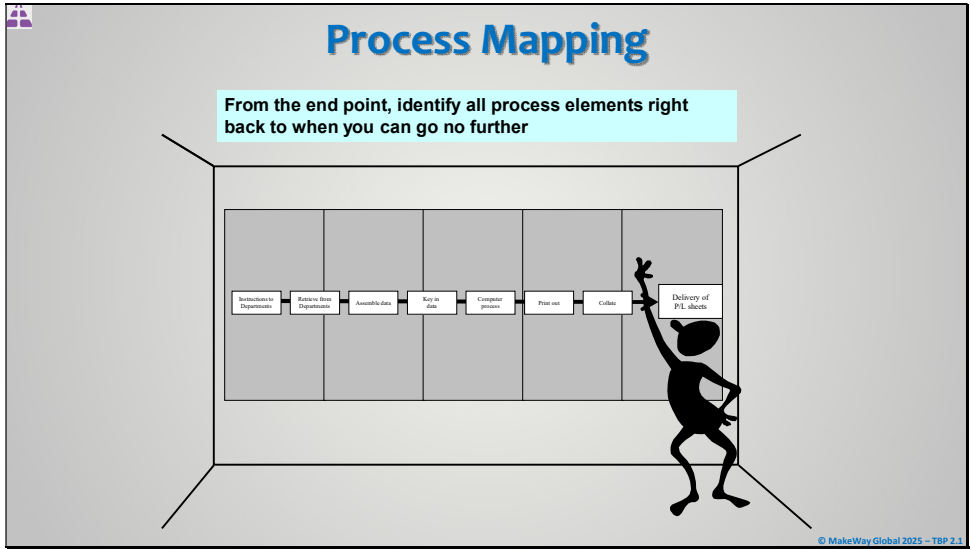 Process Mapping
From the end point, identify all process elements right
back to when you can go no further
Instructions to
Departments
Retrieve from
Departments
Assemble data
Key in
data
Computer
process
Print out
Collate
Delivery of
P/L sheets
© MakeWay Global 2025 – TBP 2.1